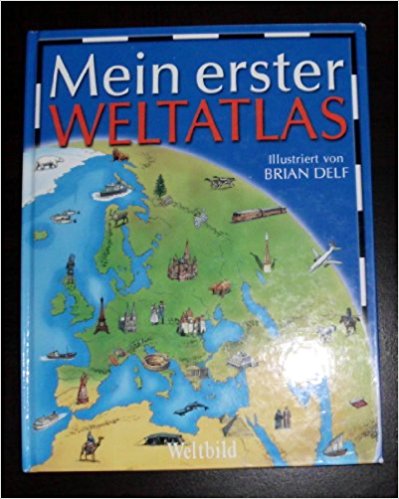 Mein erster
WELTATLAS
Illustriert von
BRIAN DELF
Weltbild